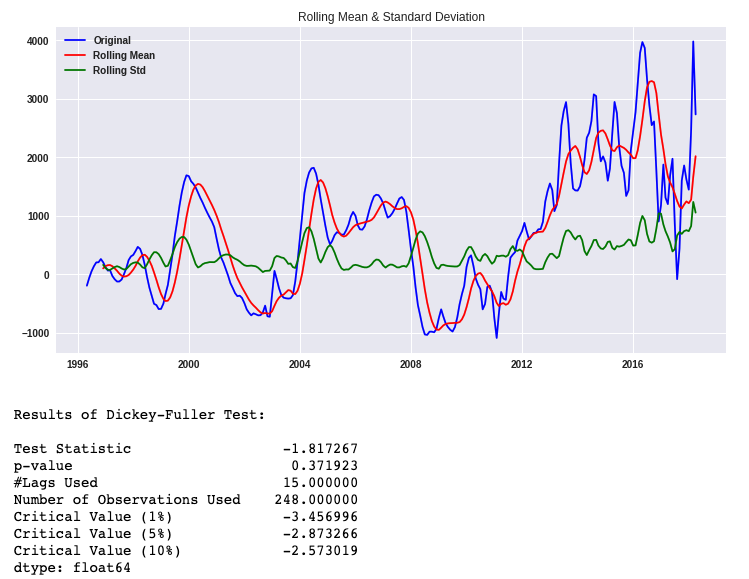 Rolling Mean & Standard Deviation
Original
Rolling Mean
Rolling Std
4000
3000
2000
1000
0
−1000
1996 2000 2004 2008 2012 2016
Results of Dickey-Fuller Test:
Test Statistic -1.817267
p-value 0.371923
#Lags Used 15.000000
Number of Observations Used 248.000000
Critical Value (1%) -3.456996
Critical Value (5%) -2.873266
Critical Value (10%) -2.573019
dtype: float64